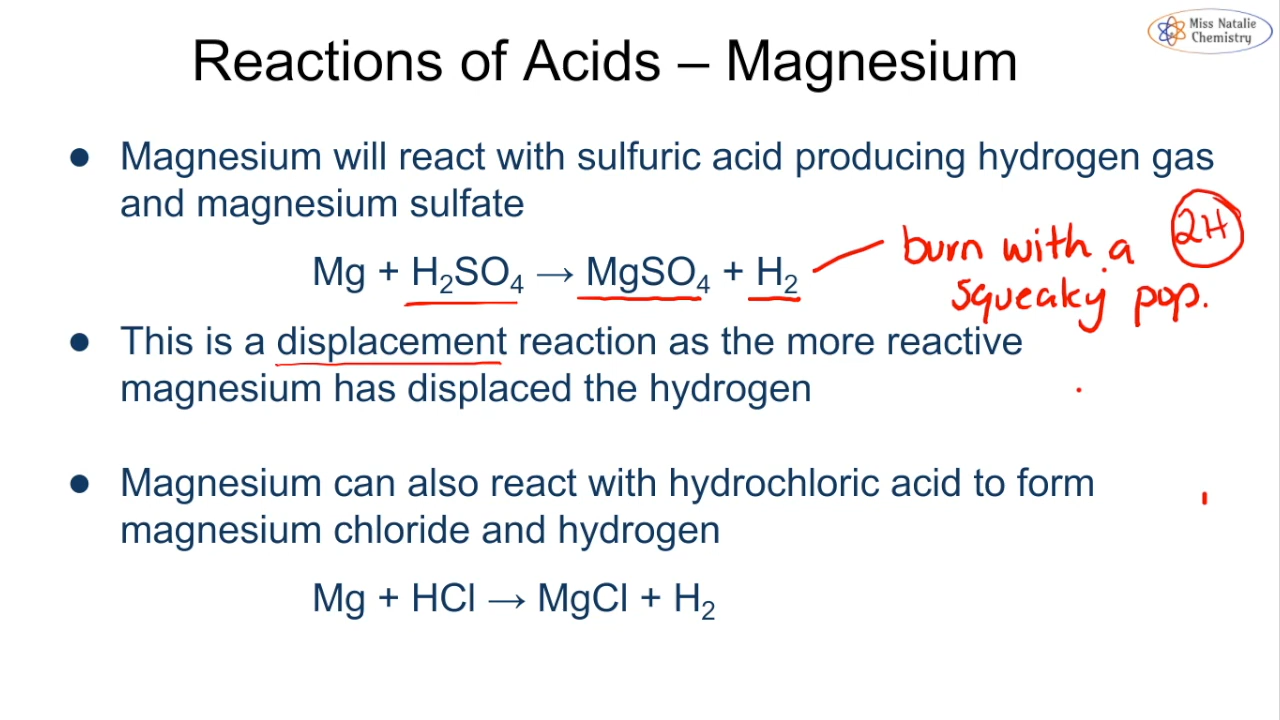 Miss Natalie
Chemistry
Reactions of Acids – Magnesium
● Magnesium will react with sulfuric acid producing hydrogen gas
and magnesium sulfate
Mg + H₂SO₄ → MgSO₄ + H₂
burn with a
squeaky pop.
2H
● This is a displacement reaction as the more reactive
magnesium has displaced the hydrogen
● Magnesium can also react with hydrochloric acid to form
magnesium chloride and hydrogen
Mg + HCl → MgCl + H₂